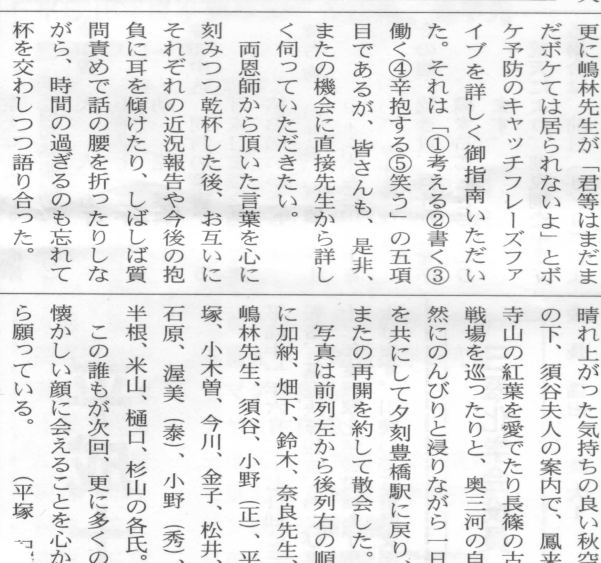 更に嶋林先生が「君等はまだま
だボケては居られないよ」とボ
ケ予防のキャッチフレーズファ
イブを詳しく御指南いただい
た。それは「①考える②書く③
働く④辛抱する⑤笑う」の五項
目であるが、皆さんも、是非、
またの機会に直接先生から詳し
く伺っていただきたい。
両恩師から頂いた言葉を心に
刻みつつ乾杯した後、お互いに
それぞれの近況報告や今後の抱
負に耳を傾けたり、しばしば質
問責めで話の腰を折ったりしな
がら、時間の過ぎるのも忘れて
杯を交わしつつ語り合った。
晴れ上がった気持ちの良い秋空
の下、須谷夫人の案内で、鳳来
寺山の紅葉を愛でたり長篠の古
戦場を巡ったりと、奥三河の自
然にのんびりと浸りながら一日
を共にして夕刻豊橋駅に戻り、
またの再開を約して散会した。
写真は前列左から後列右の順
に加納、畑下、鈴木、奈良先生、
嶋林先生、須谷、小野（正）、平
塚、小木曽、今川、金子、松井、
石原、渥美（泰）、小野（秀）、
半根、米山、樋口、杉山の各氏。
この誰もが次回、更に多くの
懐かしい顔に会えることを心か
ら願っている。（平塚